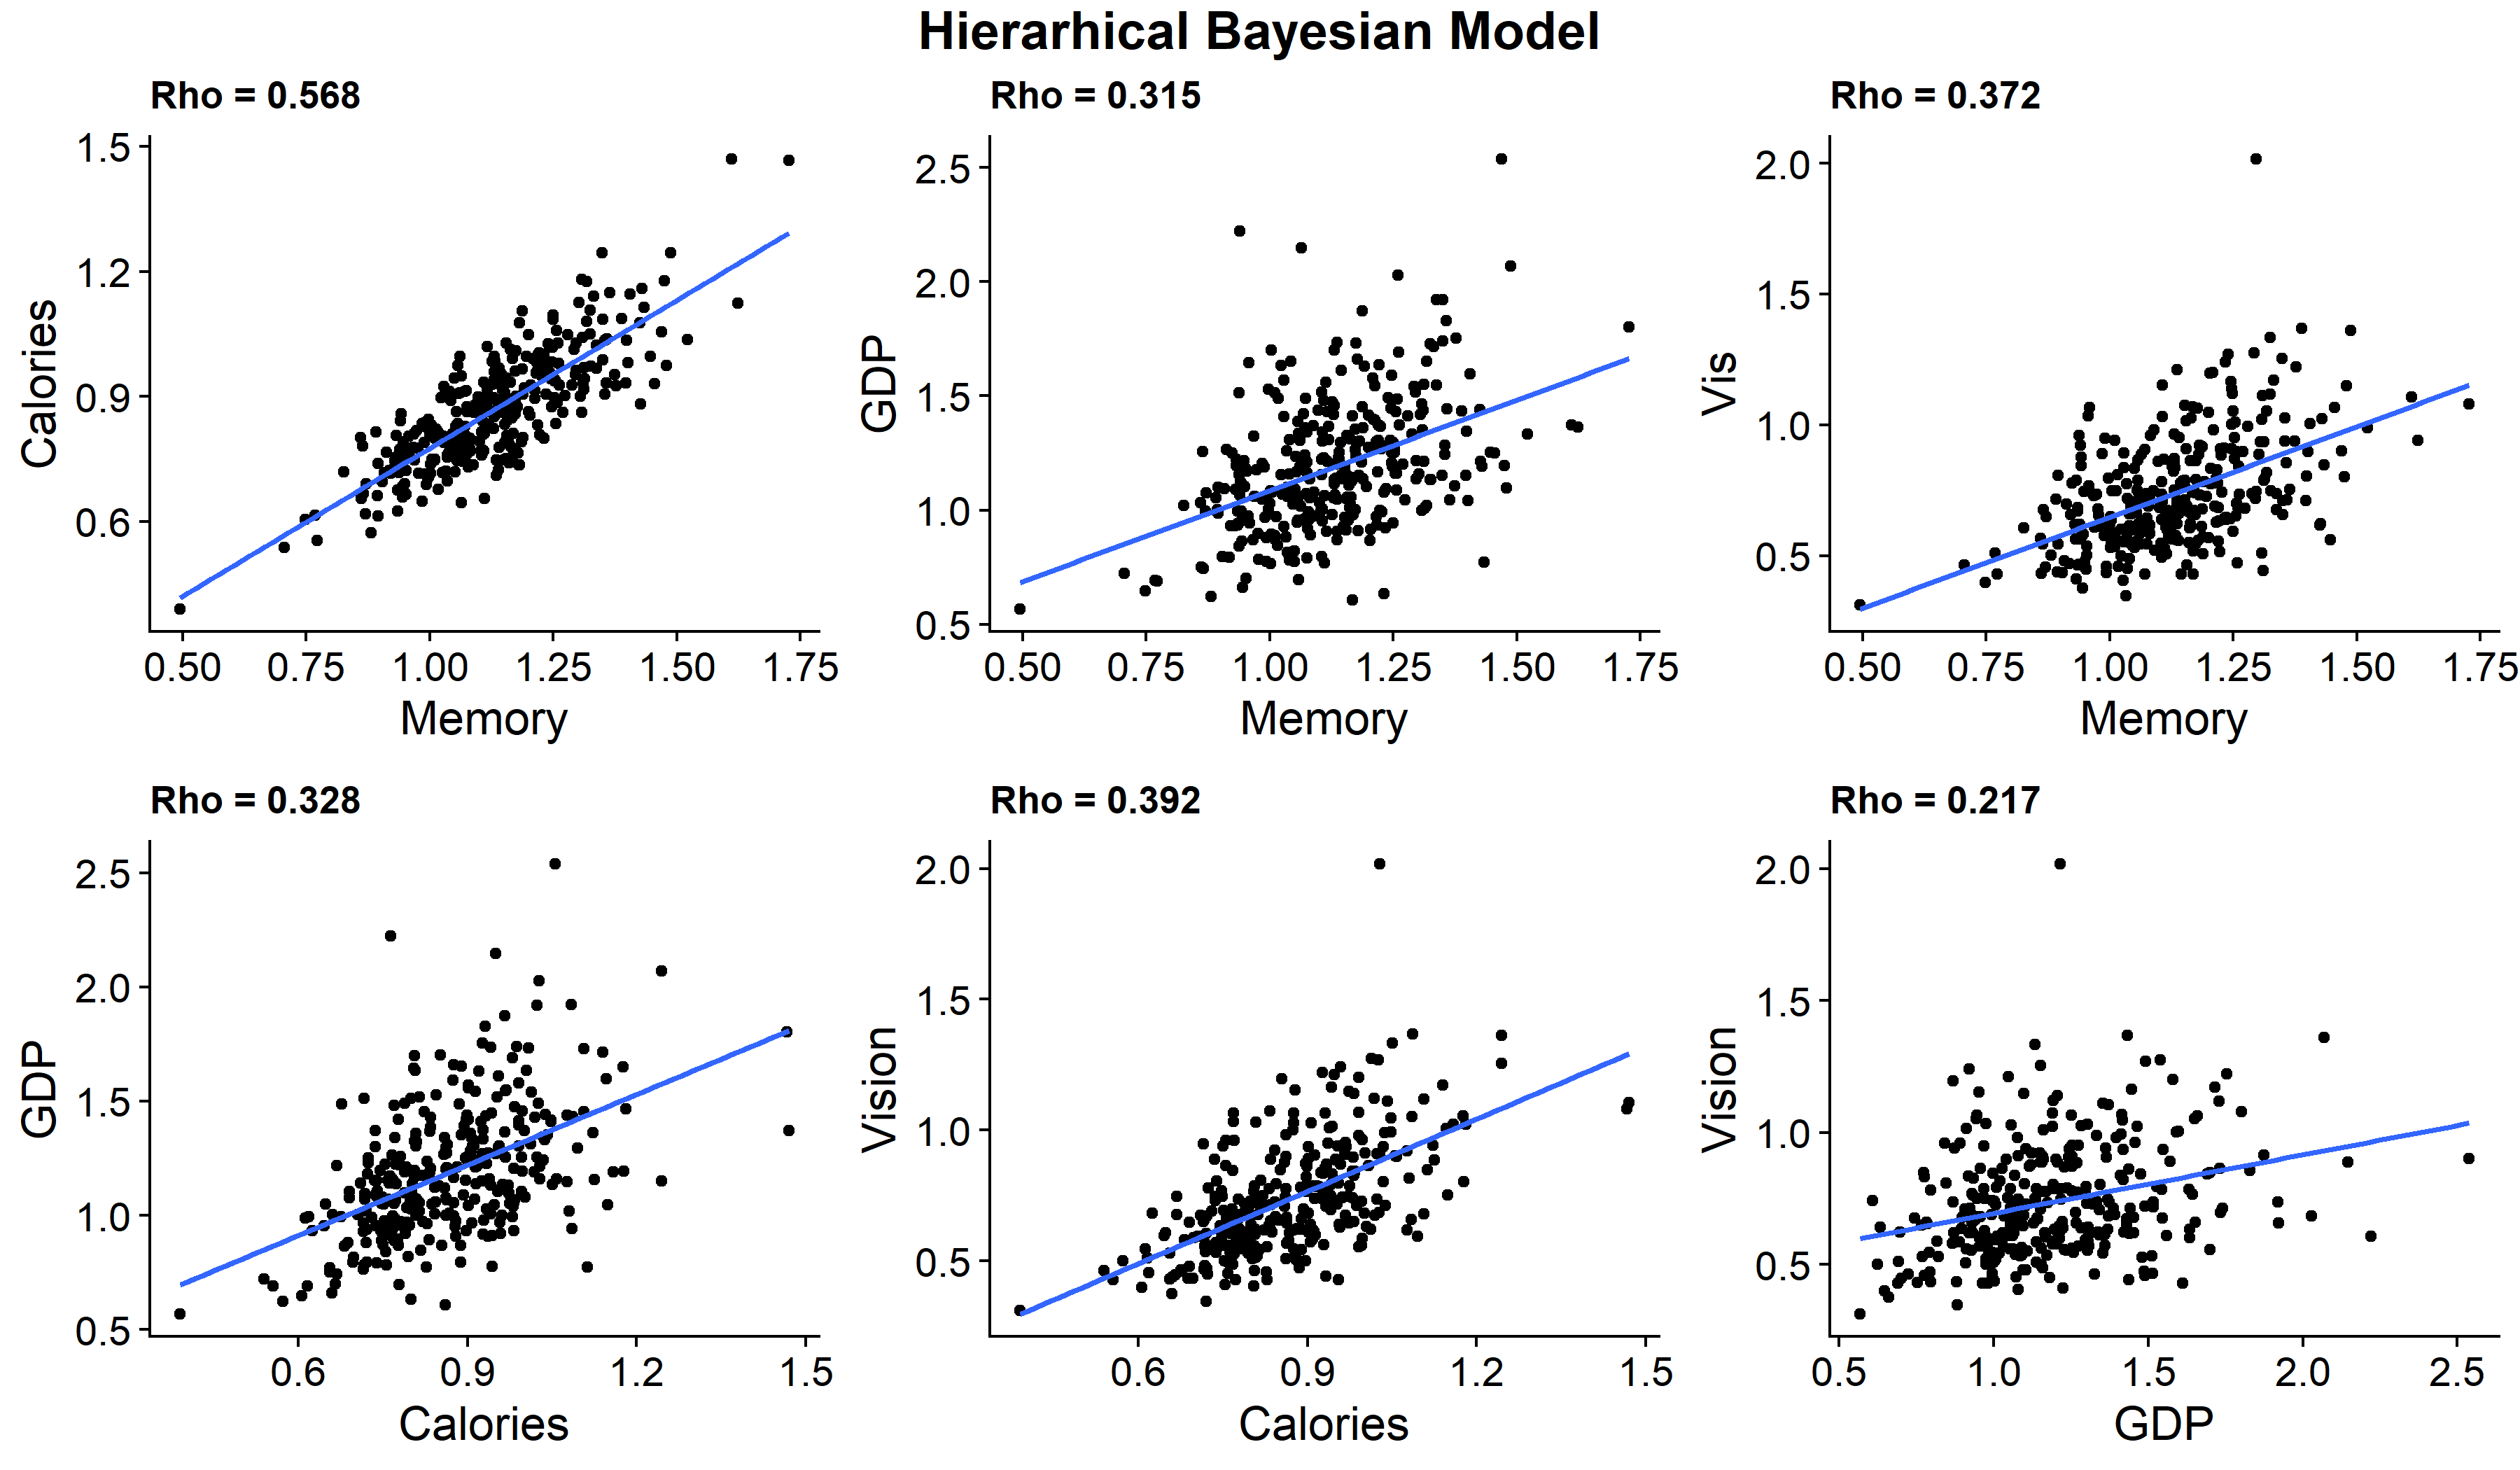 Hierarhical Bayesian Model
Rho = 0.568
Calories
1.5
1.2
0.9
0.6
0.50 0.75 1.00 1.25 1.50 1.75
Memory
Rho = 0.315
GDP
2.5
2.0
1.5
1.0
0.5
0.50 0.75 1.00 1.25 1.50 1.75
Memory
Rho = 0.372
Vis
2.0
1.5
1.0
0.5
0.50 0.75 1.00 1.25 1.50 1.75
Memory
Rho = 0.328
GDP
2.5
2.0
1.5
1.0
0.5
0.6 0.9 1.2 1.5
Calories
Rho = 0.392
Vision
2.0
1.5
1.0
0.5
0.6 0.9 1.2 1.5
Calories
Rho = 0.217
Vision
2.0
1.5
1.0
0.5
0.5 1.0 1.5 2.0 2.5
GDP